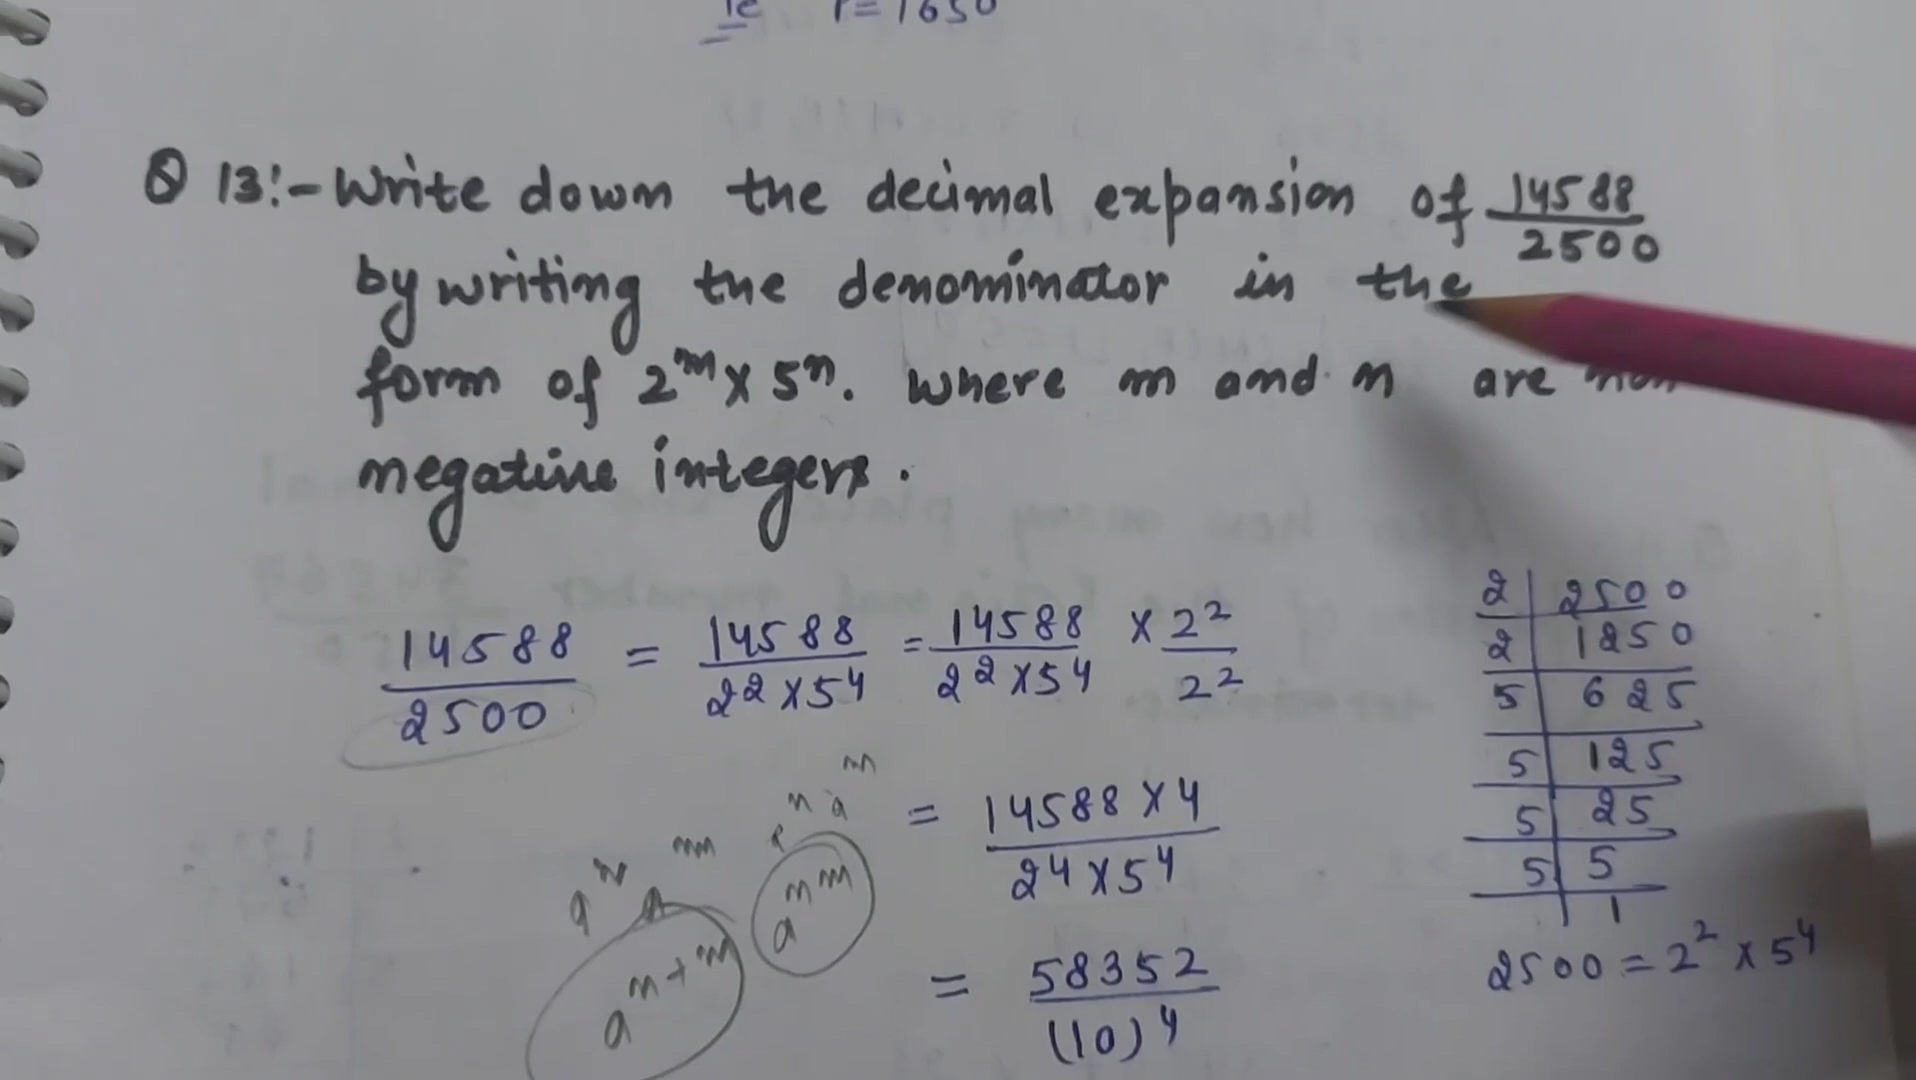 r = 1650
Q 13:- Write down the decimal expansion of 14588/2500
by writing the denominator in the
form of 2^m x 5^n. Where m and n are non
negative integers.
14588/2500 = 14588/2^2 x 5^4 = 14588/2^2 x 5^4 x 2^2/2^2
= 14588 x 4/2^4 x 5^4
= 58352/(10)^4
a^m+n
a^mn
2 | 2500
2 | 1250
5 | 625
5 | 125
5 | 25
5 | 5
| 1
2500 = 2^2 x 5^4